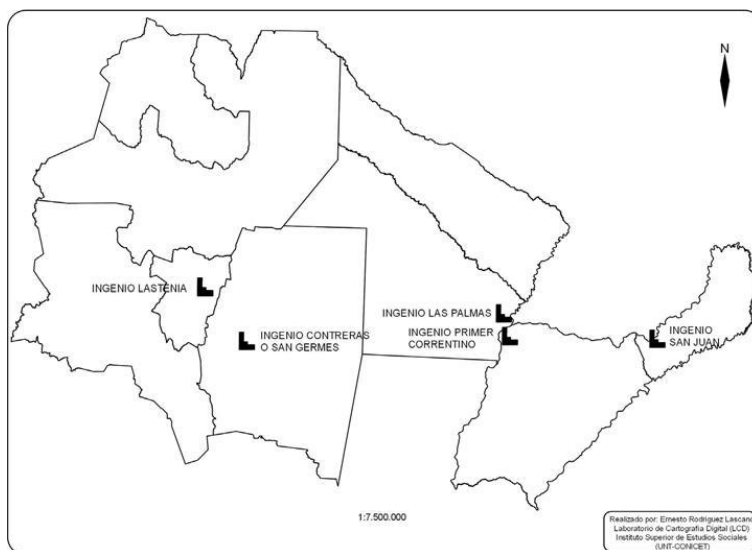 N
INGENIO LASTENIA
INGENIO LAS PALMAS
INGENIO PRIMER
CORRENTINO
INGENIO CONTRERAS
O SAN GERMES
INGENIO
SAN JUAN
1:7.500.000
Realizado por: Ernesto Rodriguez Lascano
Laboratorio de Cartografía Digital (LCD)
Instituto Superior de Estudios Sociales
(UNT-CONICET)